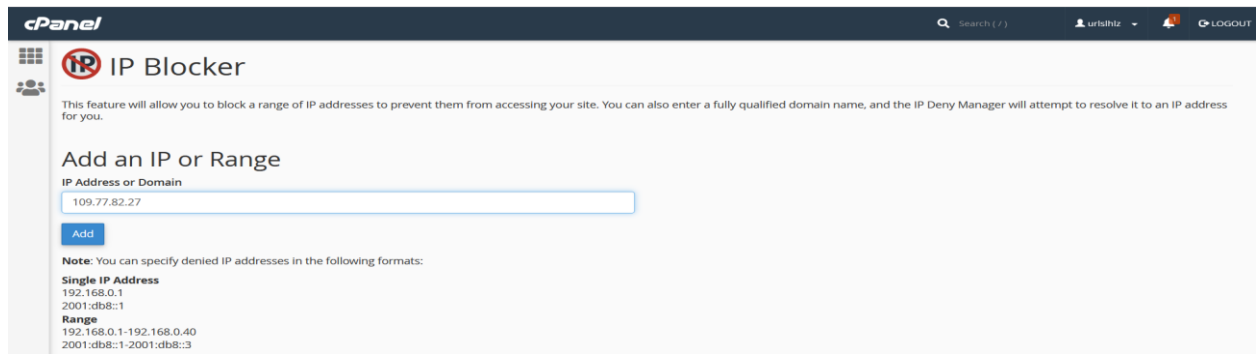 cPanel
Search ( / )
urlslhlz
1
LOGOUT
IP
IP Blocker
This feature will allow you to block a range of IP addresses to prevent them from accessing your site. You can also enter a fully qualified domain name, and the IP Deny Manager will attempt to resolve it to an IP address
for you.
Add an IP or Range
IP Address or Domain
109.77.82.27
Add
Note: You can specify denied IP addresses in the following formats:
Single IP Address
192.168.0.1
2001:db8::1
Range
192.168.0.1-192.168.0.40
2001:db8::1-2001:db8::3